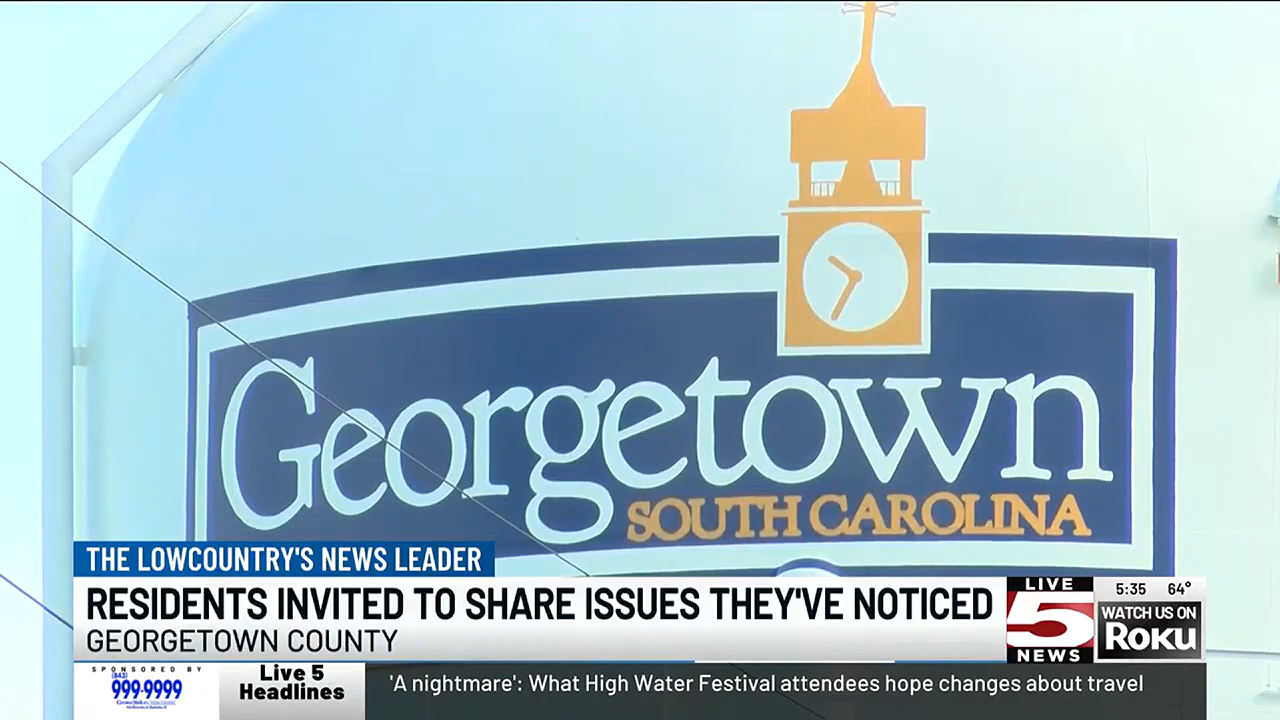 Georgetown
SOUTH CAROLINA
THE LOWCOUNTRY'S NEWS LEADER
RESIDENTS INVITED TO SHARE ISSUES THEY'VE NOTICED
GEORGETOWN COUNTY
LIVE
5
NEWS
5:35 64°
WATCH US ON
Roku
SPONSORED BY
(843)
999-9999
Live 5
Headlines
'A nightmare': What High Water Festival attendees hope changes about travel